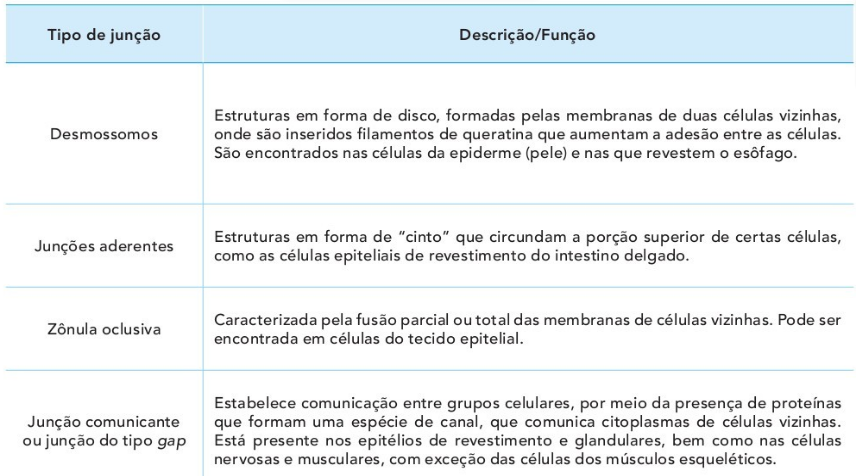 Tipo de junção
Descrição/Função
Desmossomos
Estruturas em forma de disco, formadas pelas membranas de duas células vizinhas,
onde são inseridos filamentos de queratina que aumentam a adesão entre as células.
São encontrados nas células da epiderme (pele) e nas que revestem o esôfago.
Junções aderentes
Estruturas em forma de “cinto” que circundam a porção superior de certas células,
como as células epiteliais de revestimento do intestino delgado.
Zônula oclusiva
Caracterizada pela fusão parcial ou total das membranas de células vizinhas. Pode ser
encontrada em células do tecido epitelial.
Junção comunicante
ou junção do tipo gap
Estabelece comunicação entre grupos celulares, por meio da presença de proteínas
que formam uma espécie de canal, que comunica citoplasmas de células vizinhas.
Está presente nos epitélios de revestimento e glandulares, bem como nas células
nervosas e musculares, com exceção das células dos músculos esqueléticos.